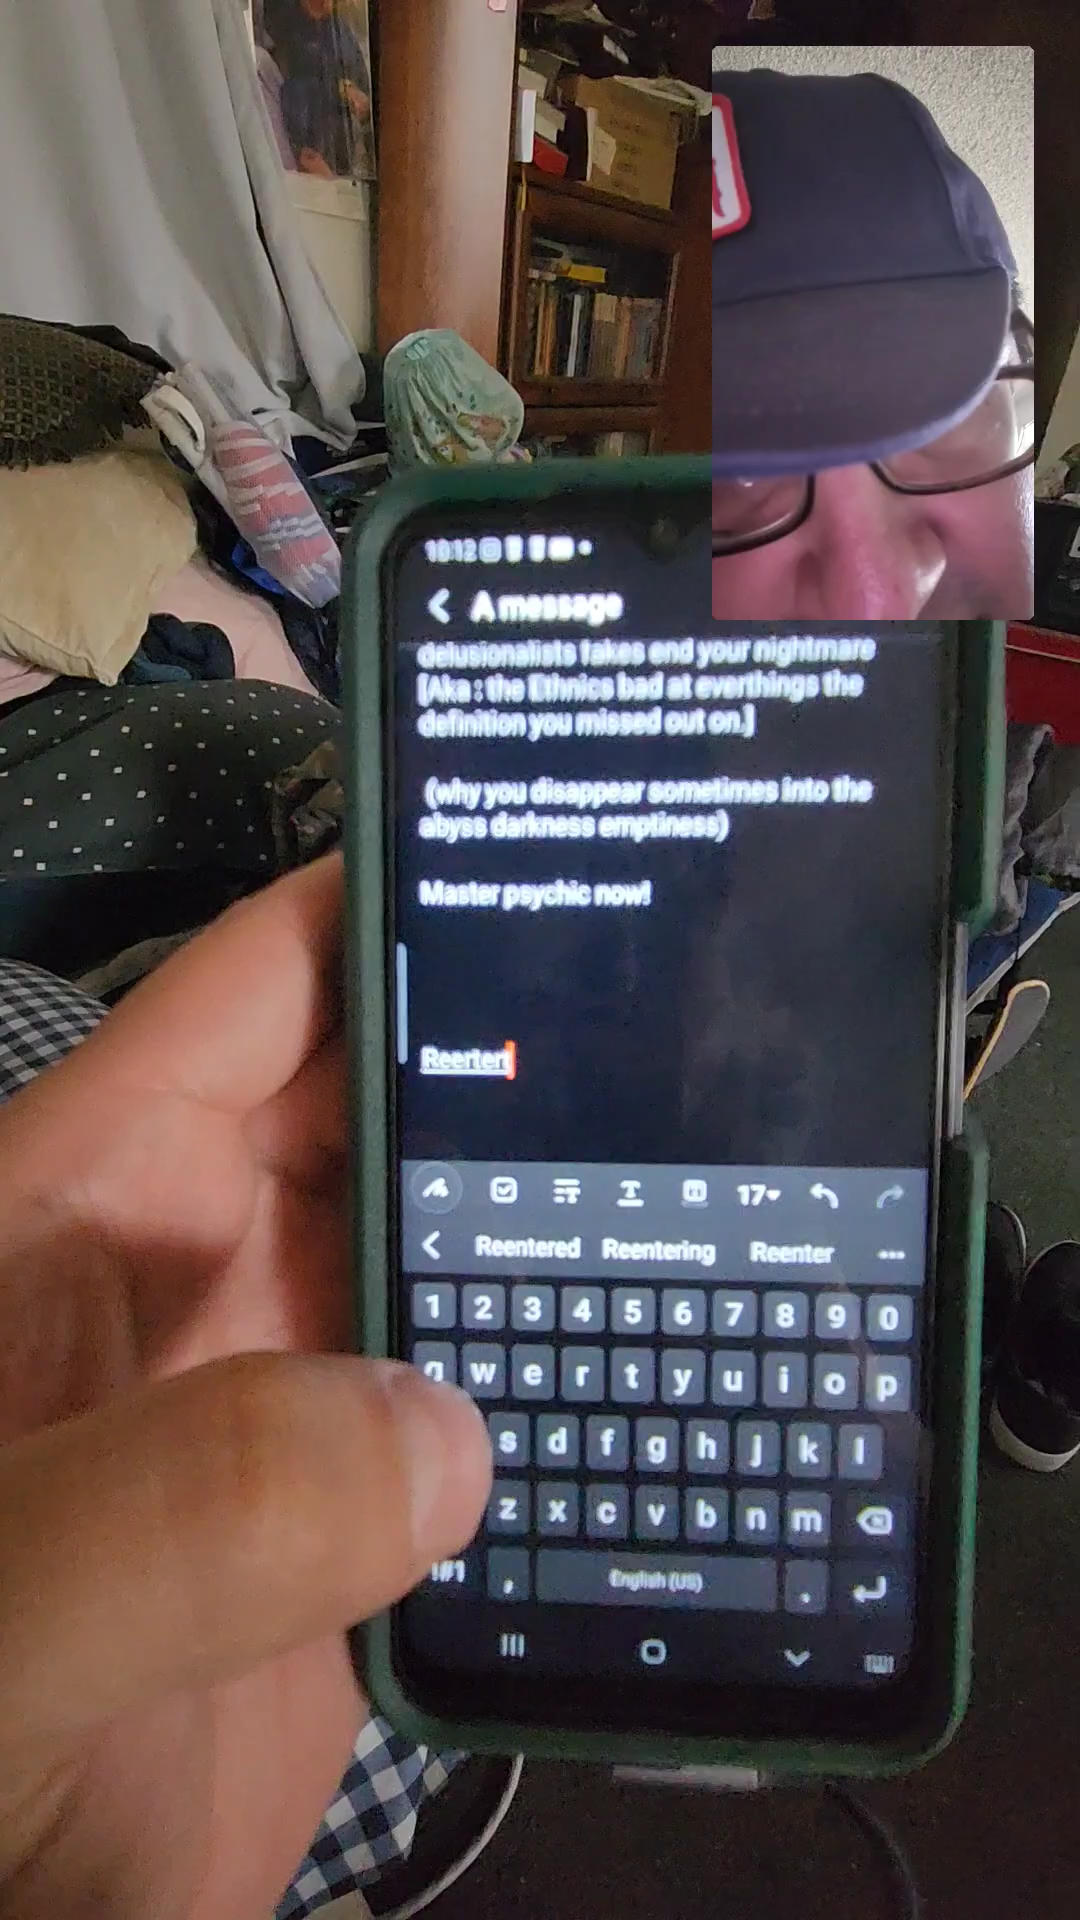 10:12
A message
delusionalists takes end your nightmare
[Aka : the Ethnics bad at everthings the
definition you missed out on.]
(why you disappear sometimes into the
abyss darkness emptiness)
Master psychic now!
Reertert
17
Reentered Reentering Reenter
1 2 3 4 5 6 7 8 9 0
q w e r t y u i o p
s d f g h j k l
z x c v b n m
!#1 , English (US) .